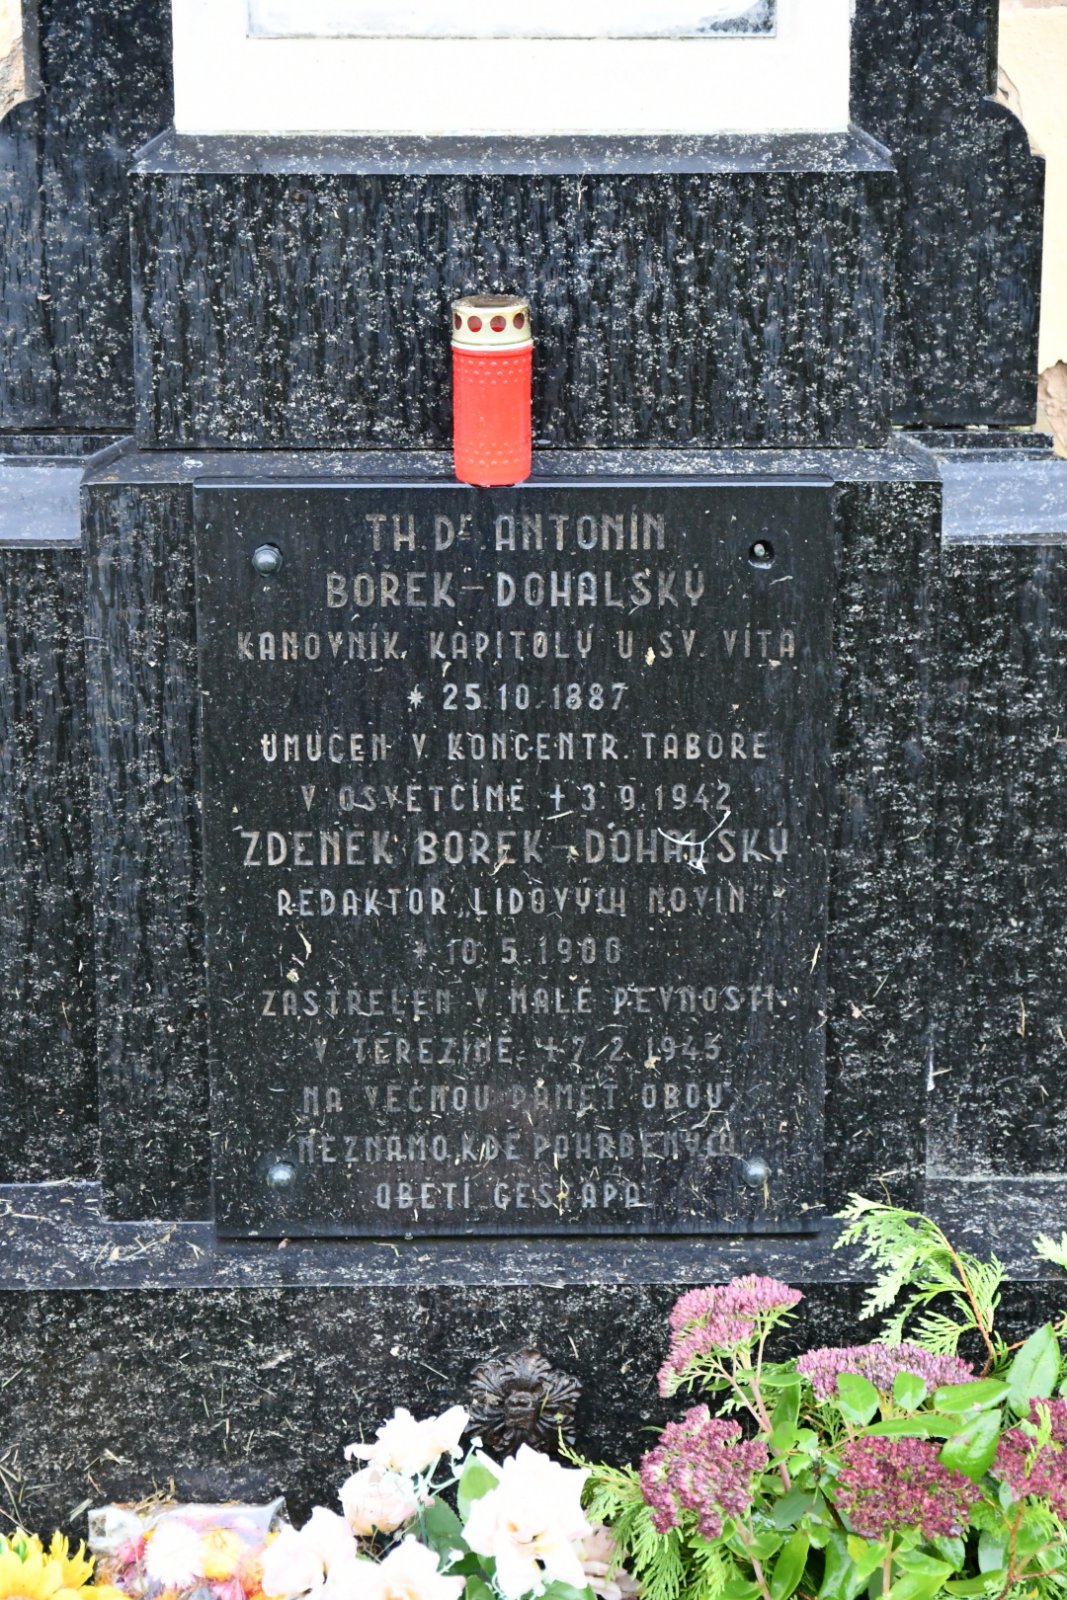 TH.Dr. ANTONÍN
BOŘEK-DOHALSKÝ
KANOVNÍK KAPITOLY U SV. VÍTA
* 25.10.1887
UMUČEN V KONCENTR. TÁBOŘE
V OSVĚTČÍNĚ + 3.9.1942
ZDENĚK BOŘEK-DOHALSKÝ
REDAKTOR „LIDOVÝCH NOVIN"
* 10.5.1900
ZASTŘELEN V MALÉ PEVNOSTI
V TEREZÍNĚ + 7.2.1945
NA VĚČNOU PAMĚŤ OBOU
NEZNÁMO KDE POHŘBENÝCH
OBĚTÍ GESTAPA